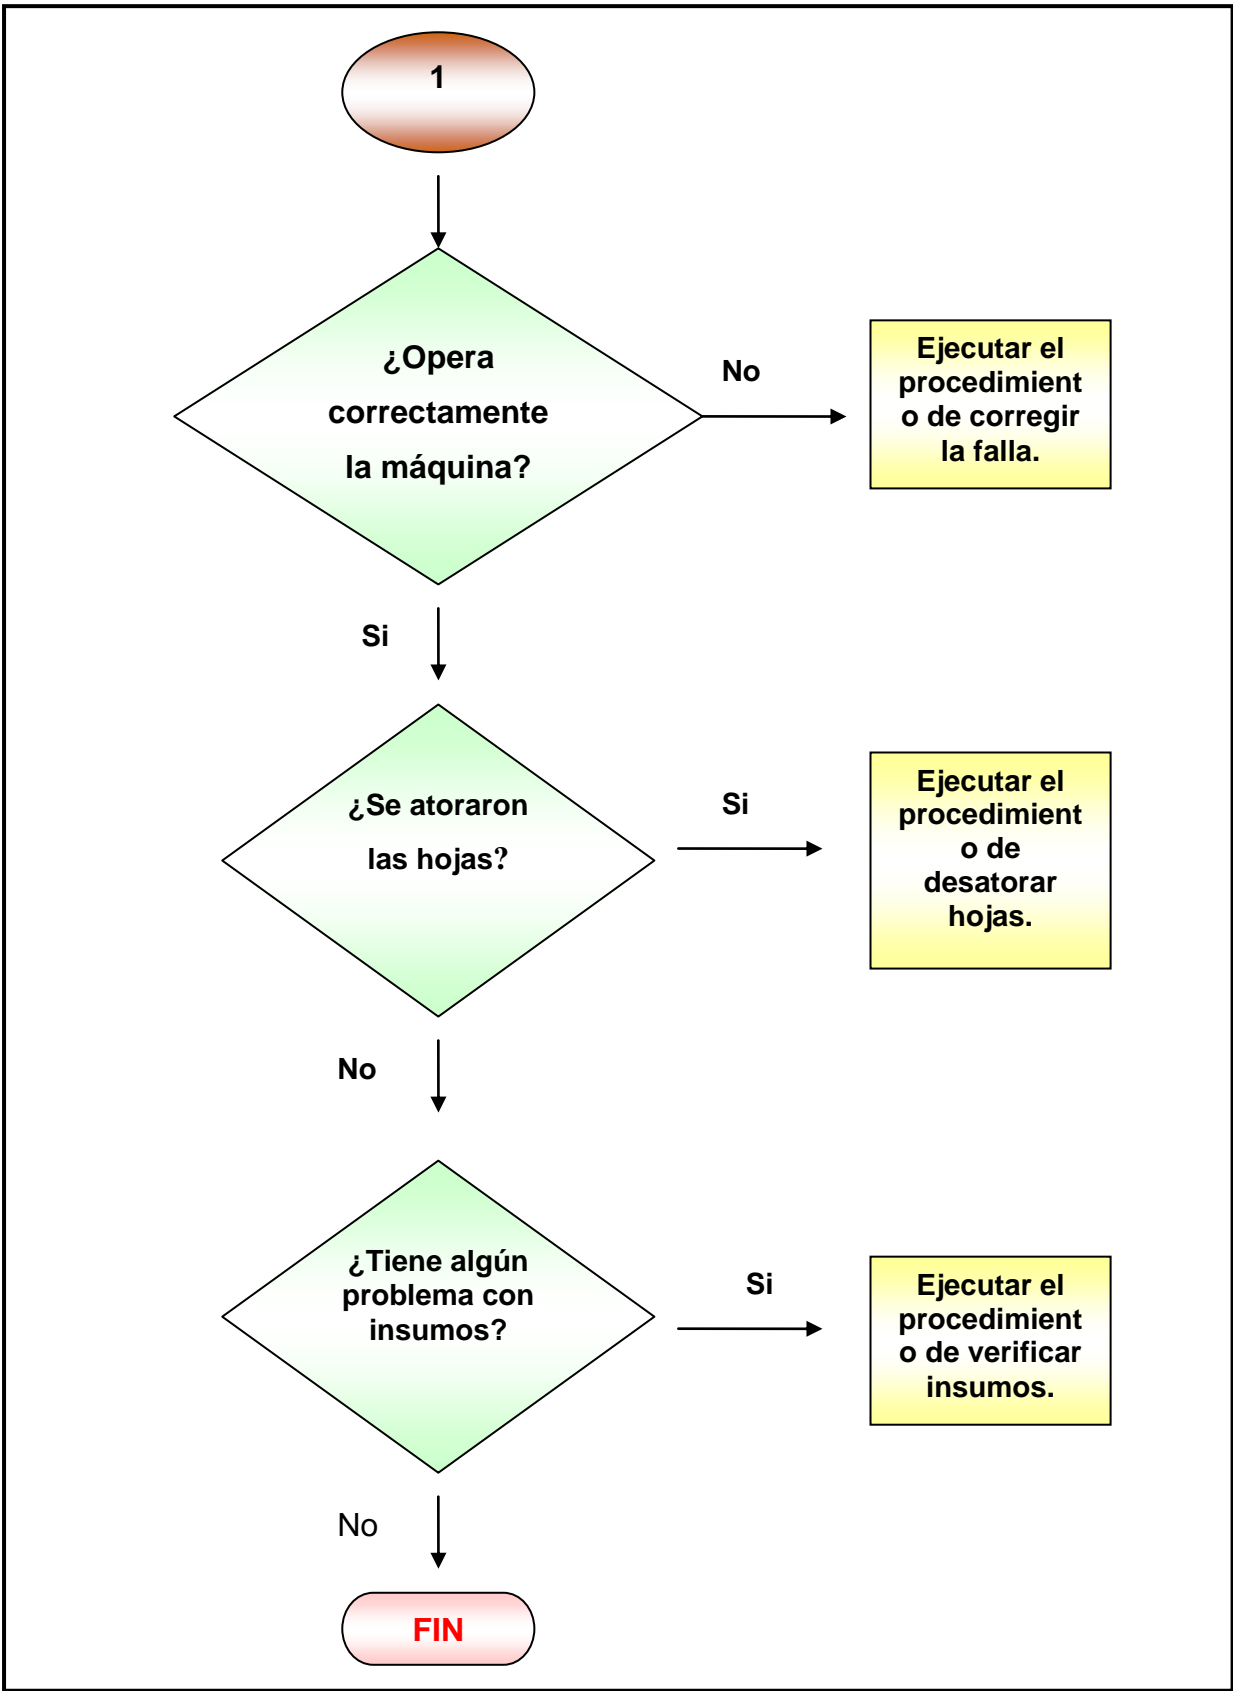 1
¿Opera
correctamente
la máquina?
No
Ejecutar el
procedimient
o de corregir
la falla.
Si
¿Se atoraron
las hojas?
Si
Ejecutar el
procedimient
o de
desatorar
hojas.
No
¿Tiene algún
problema con
insumos?
Si
Ejecutar el
procedimient
o de verificar
insumos.
No
FIN